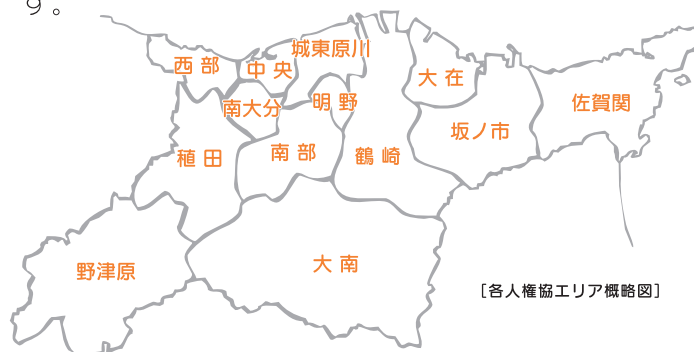 す。
城東原川
西部
中央
大在
南大分
明野
佐賀関
坂ノ市
稙田
南部
鶴崎
野津原
大南
［各人権協エリア概略図］